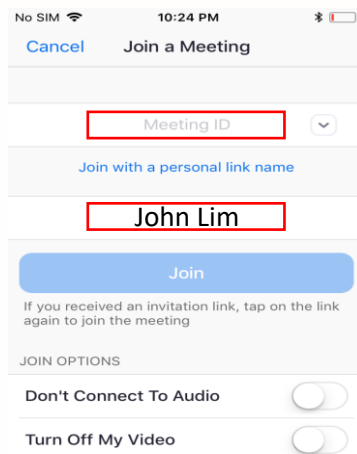 No SIM 10:24 PM
Cancel Join a Meeting
Meeting ID
Join with a personal link name
John Lim
Join
If you received an invitation link, tap on the link
again to join the meeting
JOIN OPTIONS
Don't Connect To Audio
Turn Off My Video